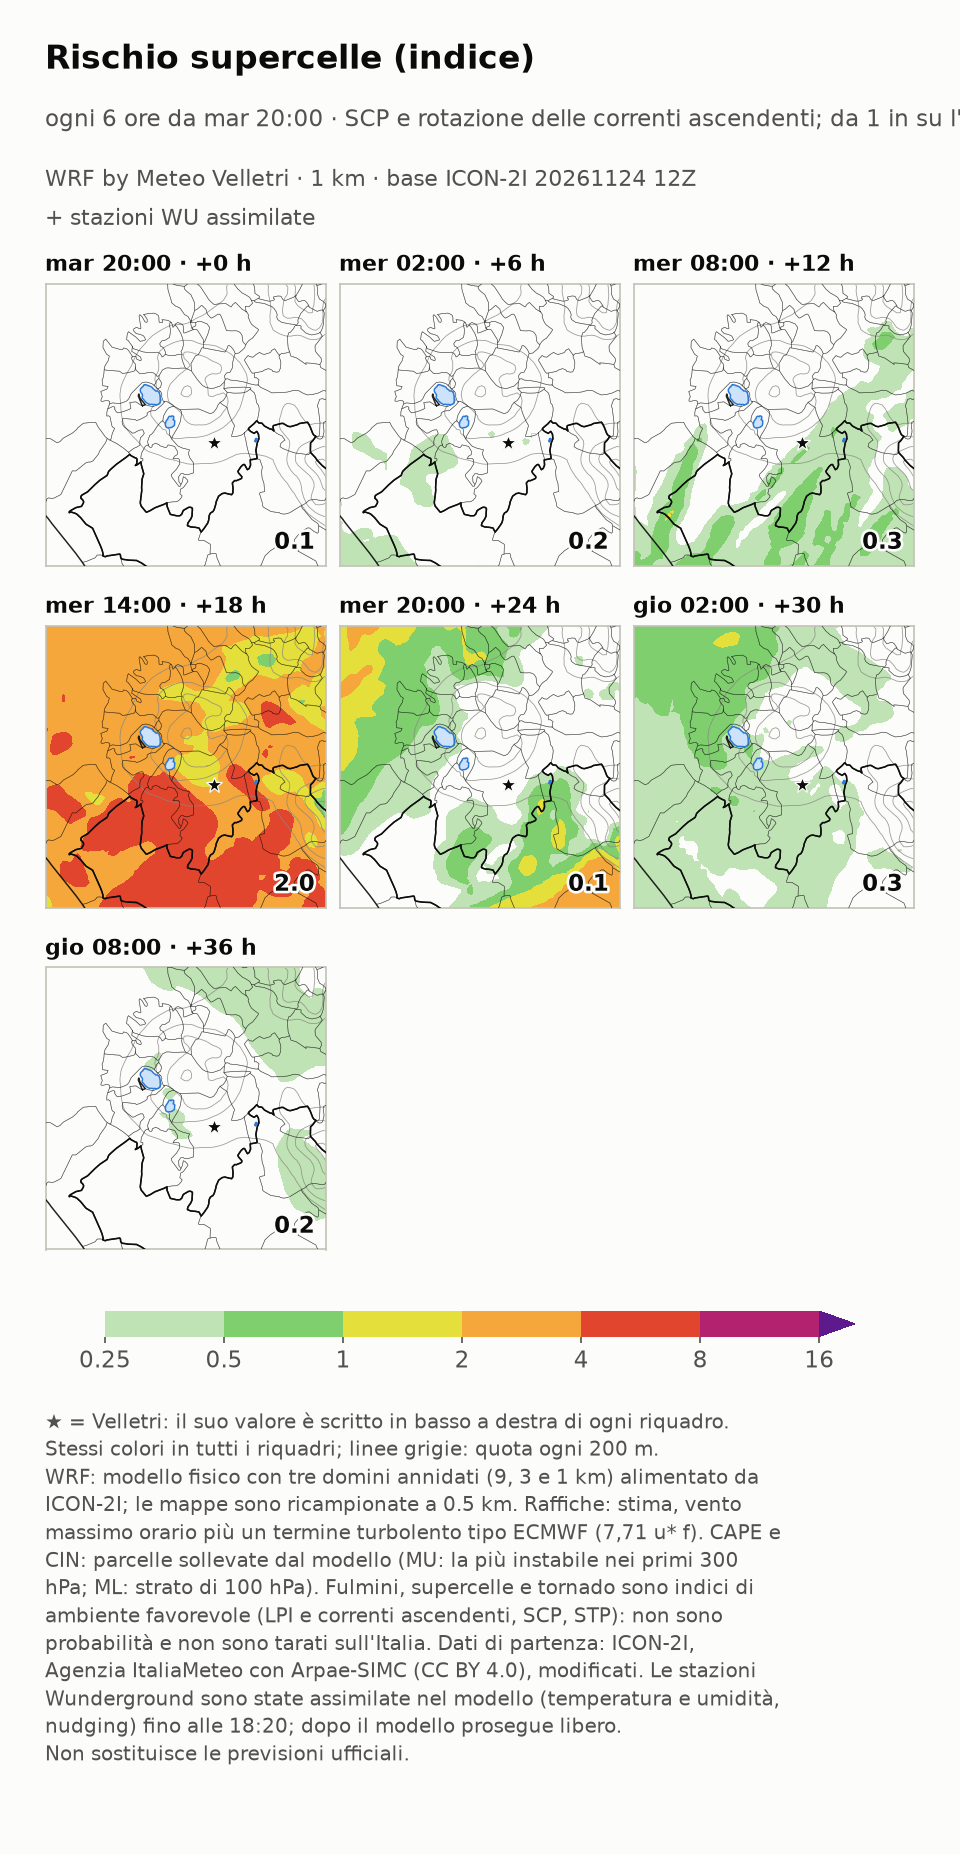 Rischio supercelle (indice)
ogni 6 ore da mar 20:00 · SCP e rotazione delle correnti ascendenti; da 1 in su l'
WRF by Meteo Velletri · 1 km · base ICON-2I 20261124 12Z
+ stazioni WU assimilate
mar 20:00 · +0 h
mer 02:00 · +6 h
mer 08:00 · +12 h
0.1
0.2
0.3
mer 14:00 · +18 h
mer 20:00 · +24 h
gio 02:00 · +30 h
2.0
0.1
0.3
gio 08:00 · +36 h
0.2
0.25
0.5
1
2
4
8
16
★ = Velletri: il suo valore è scritto in basso a destra di ogni riquadro.
Stessi colori in tutti i riquadri; linee grigie: quota ogni 200 m.
WRF: modello fisico con tre domini annidati (9, 3 e 1 km) alimentato da
ICON-2I; le mappe sono ricampionate a 0.5 km. Raffiche: stima, vento
massimo orario più un termine turbolento tipo ECMWF (7,71 u* f). CAPE e
CIN: parcelle sollevate dal modello (MU: la più instabile nei primi 300
hPa; ML: strato di 100 hPa). Fulmini, supercelle e tornado sono indici di
ambiente favorevole (LPI e correnti ascendenti, SCP, STP): non sono
probabilità e non sono tarati sull'Italia. Dati di partenza: ICON-2I,
Agenzia ItaliaMeteo con Arpae-SIMC (CC BY 4.0), modificati. Le stazioni
Wunderground sono state assimilate nel modello (temperatura e umidità,
nudging) fino alle 18:20; dopo il modello prosegue libero.
Non sostituisce le previsioni ufficiali.